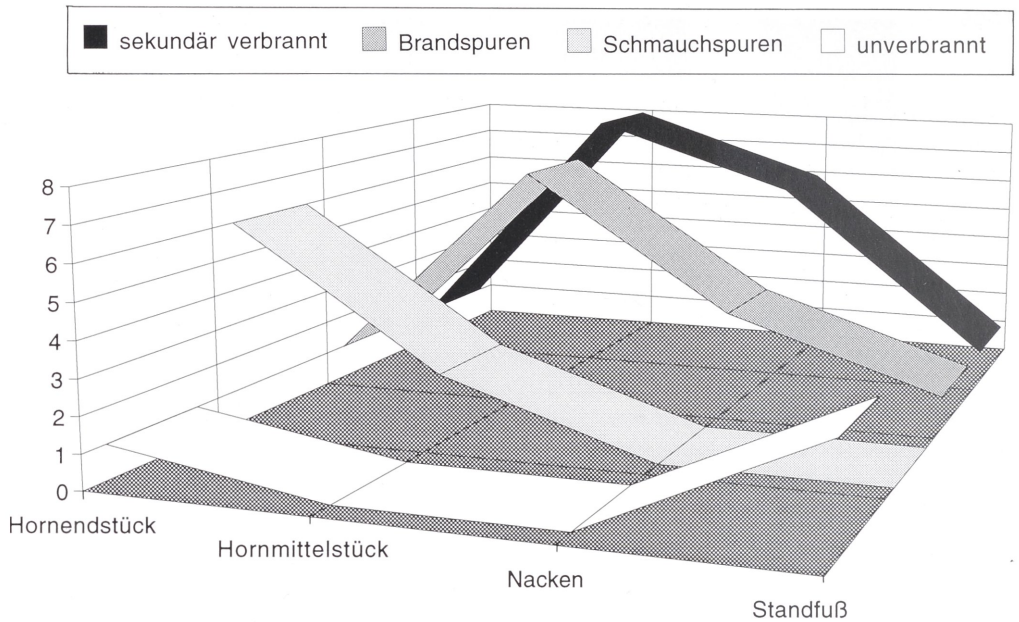 sekundär verbrannt Brandspuren Schmauchspuren unverbrannt
8
7
6
5
4
3
2
1
0
Hornendstück
Hornmittelstück
Nacken
Standfuß